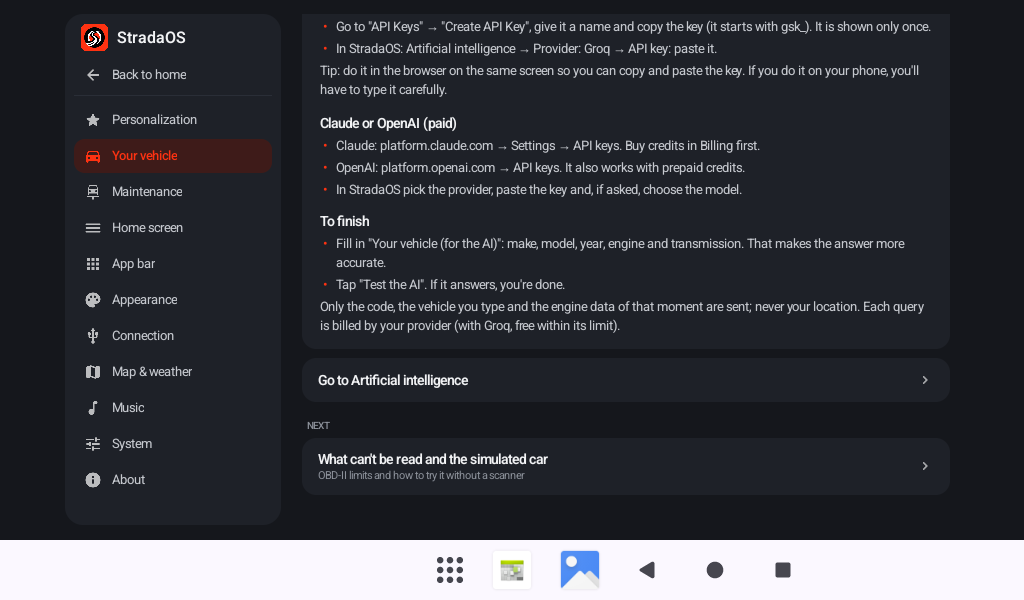 StradaOS
Back to home
Personalization
Your vehicle
Maintenance
Home screen
App bar
Appearance
Connection
Map & weather
Music
System
About
• Go to "API Keys" → "Create API Key", give it a name and copy the key (it starts with gsk_). It is shown only once.
• In StradaOS: Artificial intelligence → Provider: Groq → API key: paste it.
Tip: do it in the browser on the same screen so you can copy and paste the key. If you do it on your phone, you'll
have to type it carefully.
Claude or OpenAI (paid)
• Claude: platform.claude.com → Settings → API keys. Buy credits in Billing first.
• OpenAI: platform.openai.com → API keys. It also works with prepaid credits.
• In StradaOS pick the provider, paste the key and, if asked, choose the model.
To finish
• Fill in "Your vehicle (for the AI)": make, model, year, engine and transmission. That makes the answer more
accurate.
• Tap "Test the AI". If it answers, you're done.
Only the code, the vehicle you type and the engine data of that moment are sent; never your location. Each query
is billed by your provider (with Groq, free within its limit).
Go to Artificial intelligence
NEXT
What can't be read and the simulated car
OBD-II limits and how to try it without a scanner